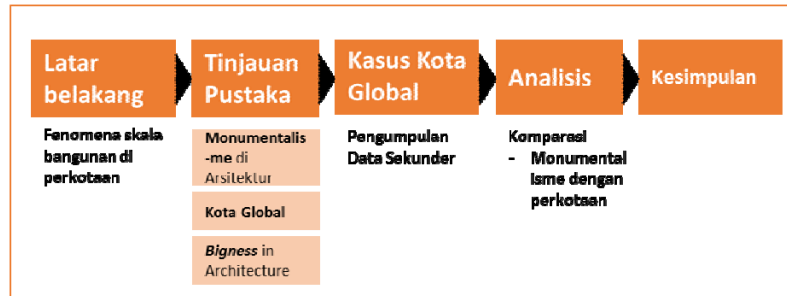 Latar
belakang
Fenomena skala
bangunan di
perkotaan
Tinjauan
Pustaka
Monumentalis
-me di
Arsitektur
Kota Global
Bigness in
Architecture
Kasus Kota
Global
Pengumpulan
Data Sekunder
Analisis
Komparasi
- Monumental
isme dengan
perkotaan
Kesimpulan